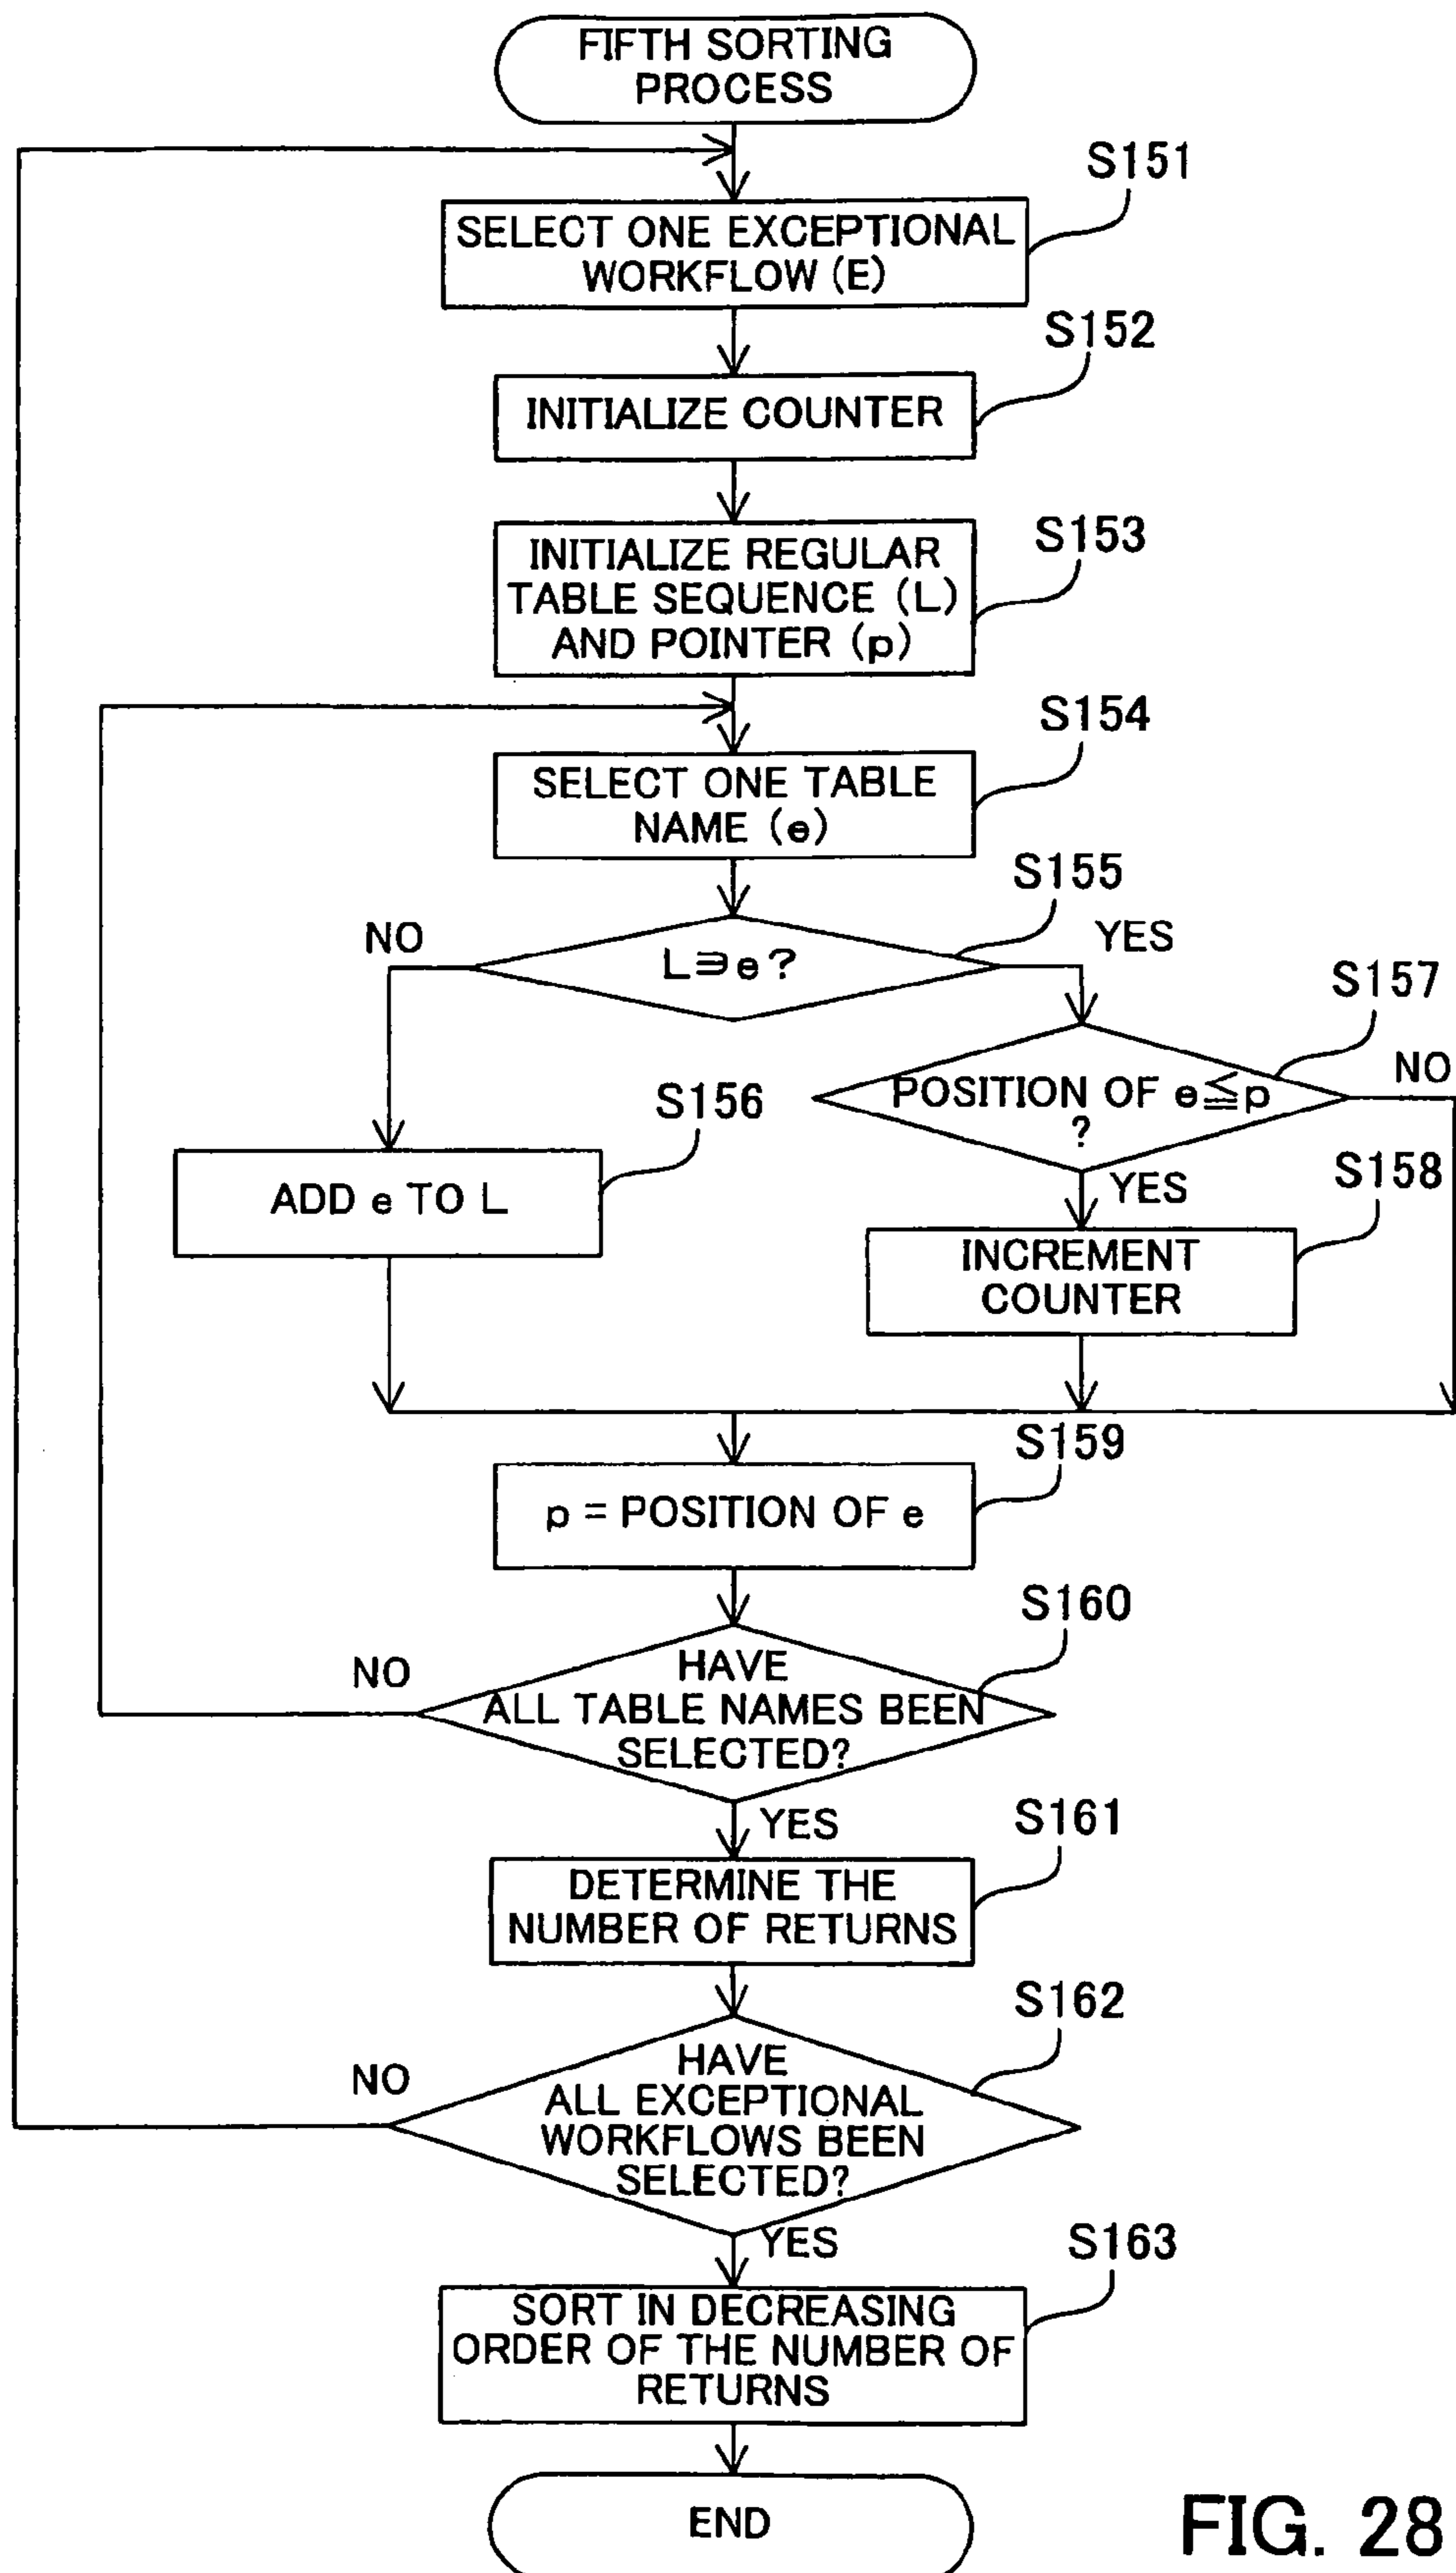 FIFTH SORTING
PROCESS
S151
SELECT ONE EXCEPTIONAL
WORKFLOW (E)
S152
INITIALIZE COUNTER
S153
INITIALIZE REGULAR
TABLE SEQUENCE (L)
AND POINTER (p)
S154
SELECT ONE TABLE
NAME (e)
S155
NO
YES
L∋e?
S157
POSITION OF e≦p
?
NO
S156
YES
S158
ADD e TO L
INCREMENT
COUNTER
S159
p = POSITION OF e
S160
NO
HAVE
ALL TABLE NAMES BEEN
SELECTED?
YES
S161
DETERMINE THE
NUMBER OF RETURNS
S162
NO
HAVE
ALL EXCEPTIONAL
WORKFLOWS BEEN
SELECTED?
YES
S163
SORT IN DECREASING
ORDER OF THE NUMBER OF
RETURNS
END
FIG. 28